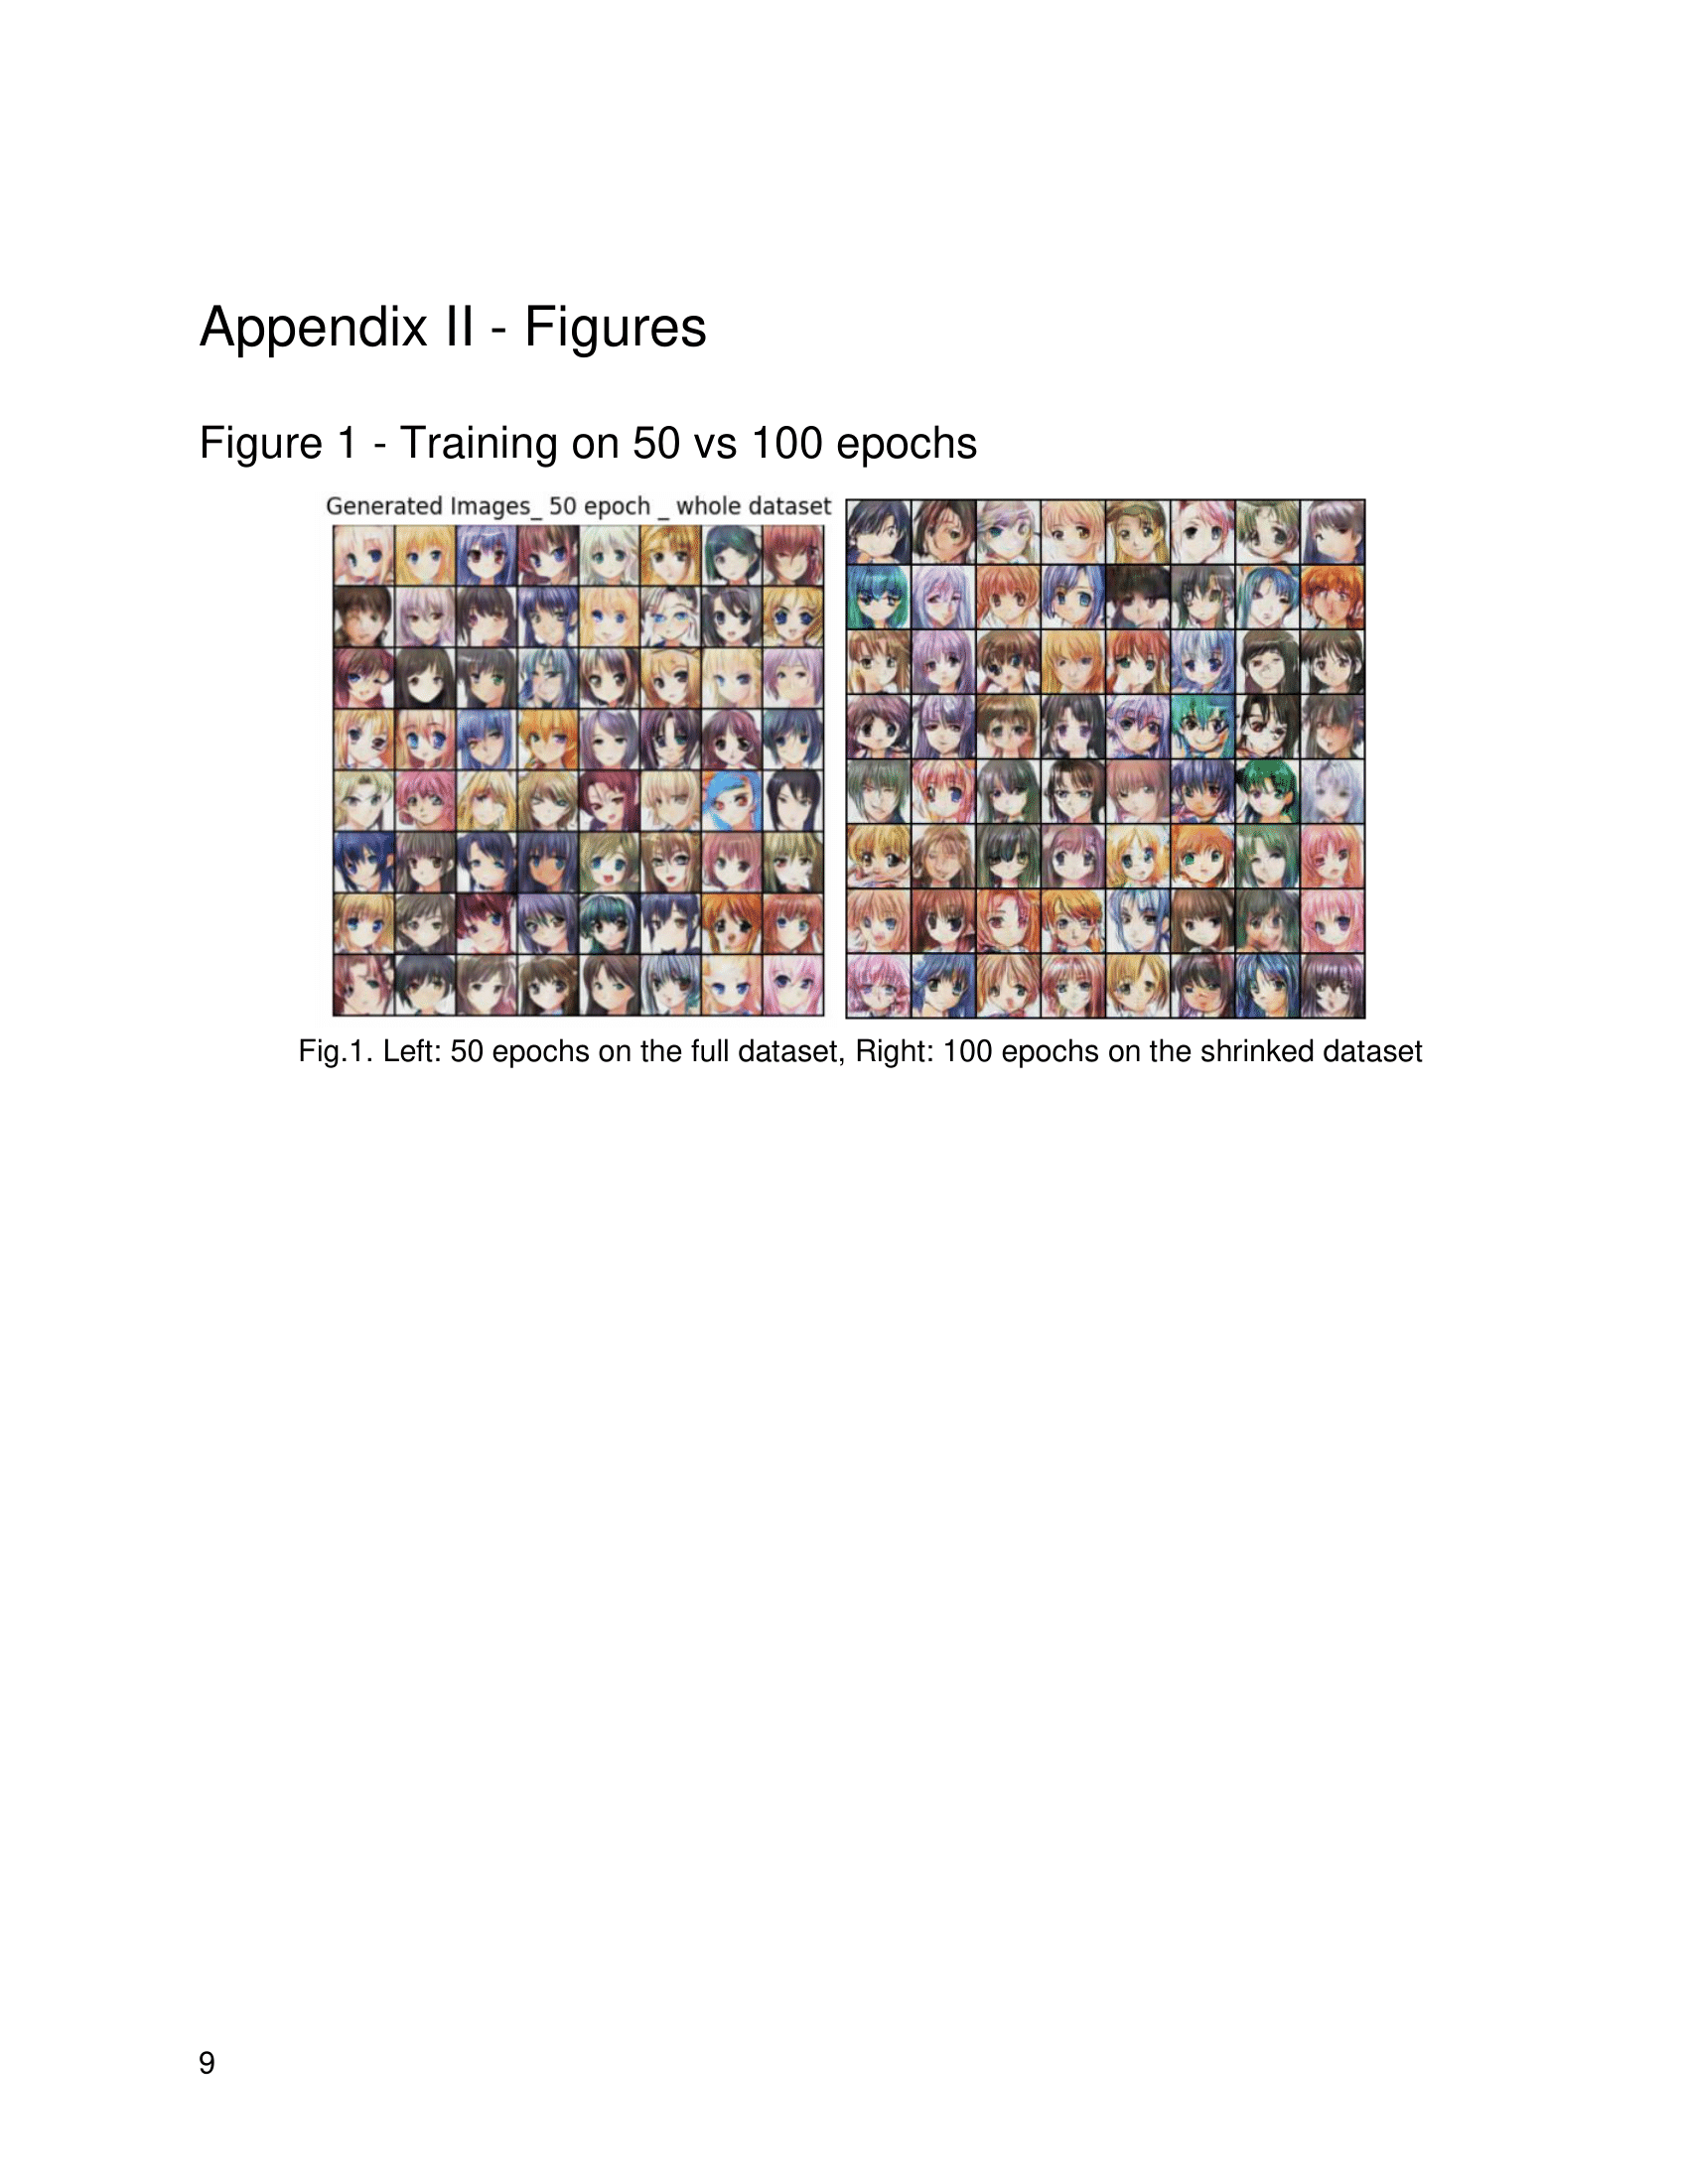 Appendix II - Figures
Figure 1 - Training on 50 vs 100 epochs
Generated Images_ 50 epoch _ whole dataset
Fig.1. Left: 50 epochs on the full dataset, Right: 100 epochs on the shrinked dataset
9